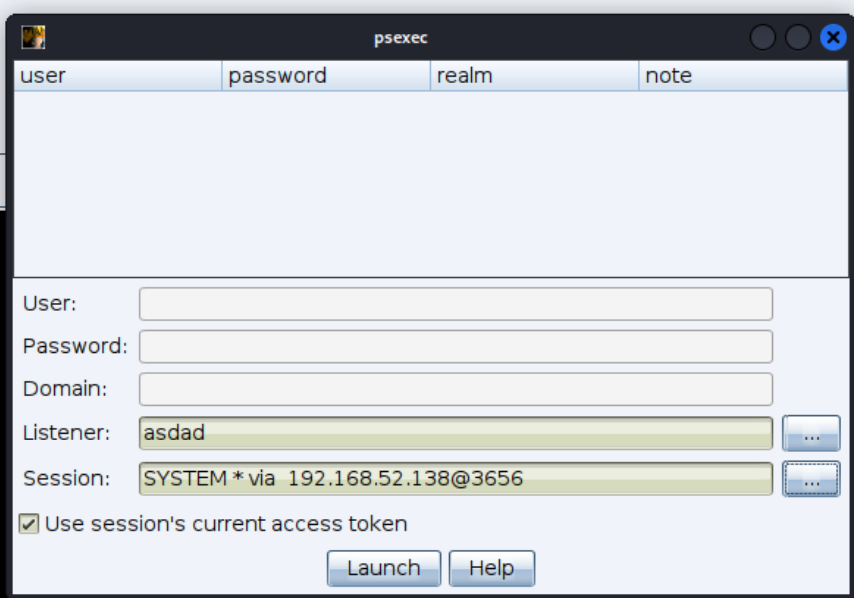 psexec
user password realm note
User:
Password:
Domain:
Listener: asdad ...
Session: SYSTEM * via 192.168.52.138@3656 ...
Use session's current access token
Launch Help